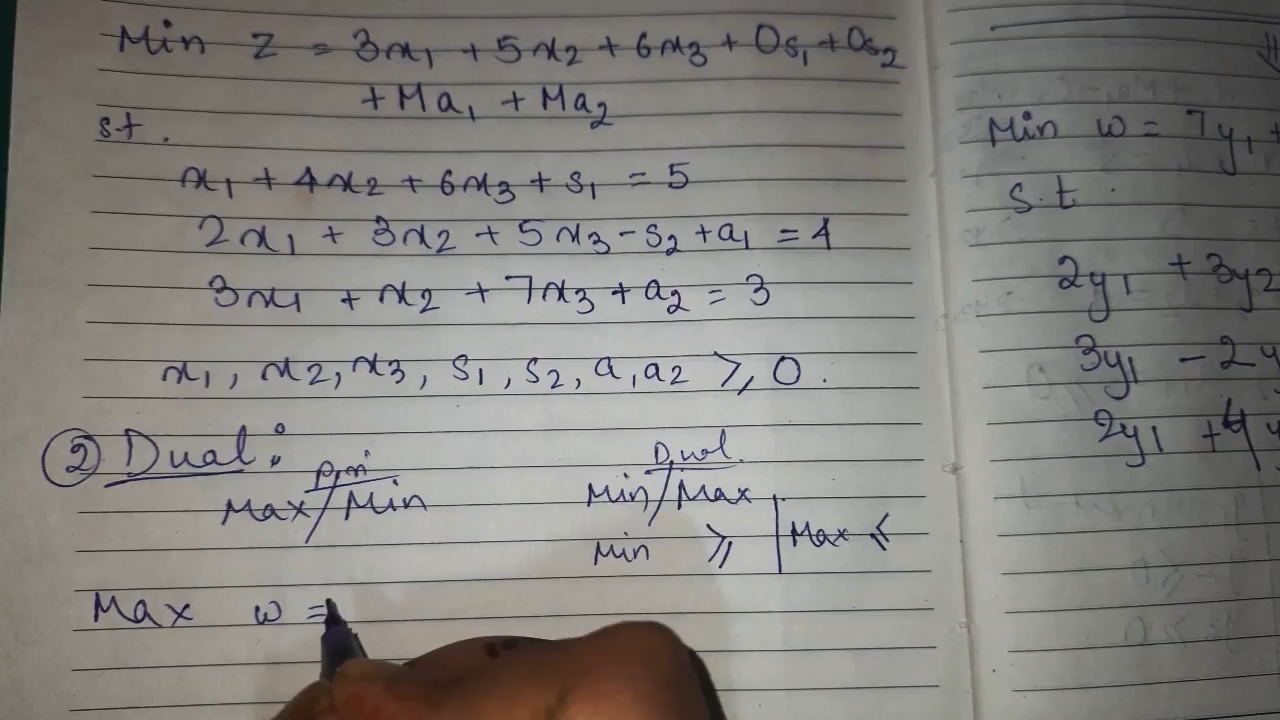 Min z = 3x₁ + 5x₂ + 6x₃ + 0s₁ + 0s₂
+ Ma₁ + Ma₂
s.t.
x₁ + 4x₂ + 6x₃ + s₁ = 5
2x₁ + 3x₂ + 5x₃ - s₂ + a₁ = 4
3x₁ + x₂ + 7x₃ + a₂ = 3
x₁, x₂, x₃, s₁, s₂, a₁, a₂ ≥, 0.
② Dual :
Pri
Max/Min
Dual.
Min/Max
Min ≥ | Max ≤
Max w =
Min w = 7y₁ +
s.t.
2y₁ + 3y₂
3y₁ - 2y
2y₁ + 4y